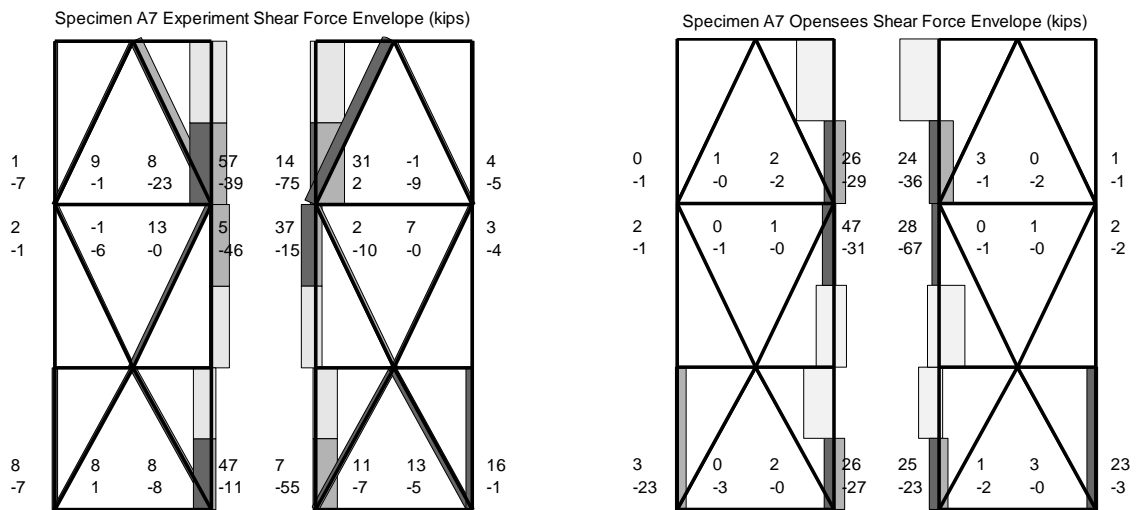 Specimen A7 Experiment Shear Force Envelope (kips)
1 9 8 57 14 31 -1 4
-7 -1 -23 -39 -75 2 -9 -5
2 -1 13 5 37 2 7 3
-1 -6 -0 -46 -15 -10 -0 -4
8 8 8 47 7 11 13 16
-7 1 -8 -11 -55 -7 -5 -1
Specimen A7 Opensees Shear Force Envelope (kips)
0 1 2 26 24 3 0 1
-1 -0 -2 -29 -36 -1 -2 -1
2 0 1 47 28 0 1 2
-1 -1 -0 -31 -67 -1 -0 -2
3 0 2 26 25 1 3 23
-23 -3 -0 -27 -23 -2 -0 -3